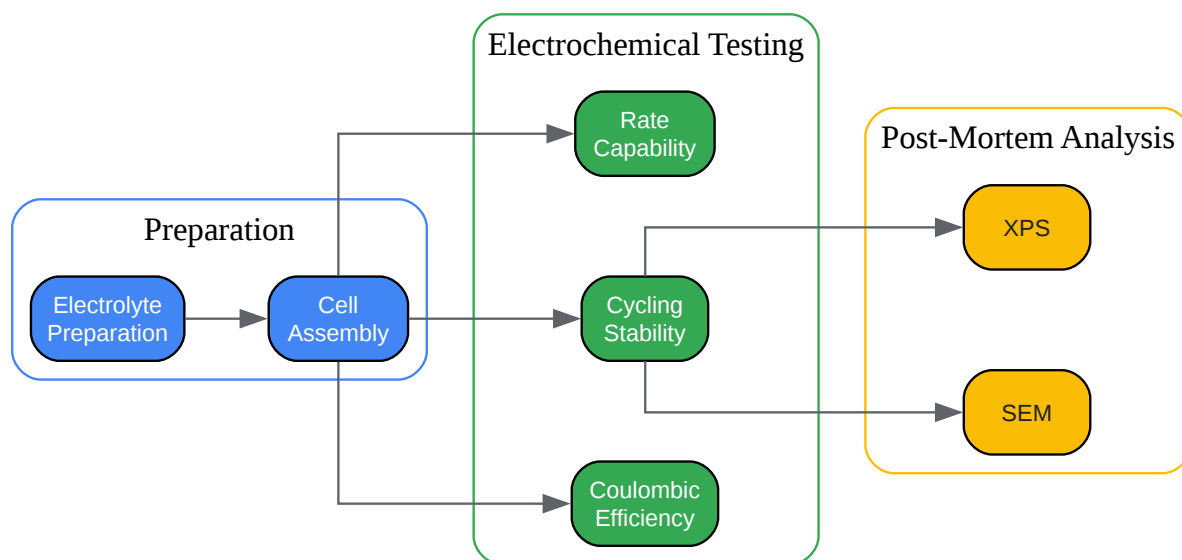 Preparation
Electrolyte
Preparation
Cell
Assembly
Electrochemical Testing
Rate
Capability
Cycling
Stability
Coulombic
Efficiency
Post-Mortem Analysis
XPS
SEM